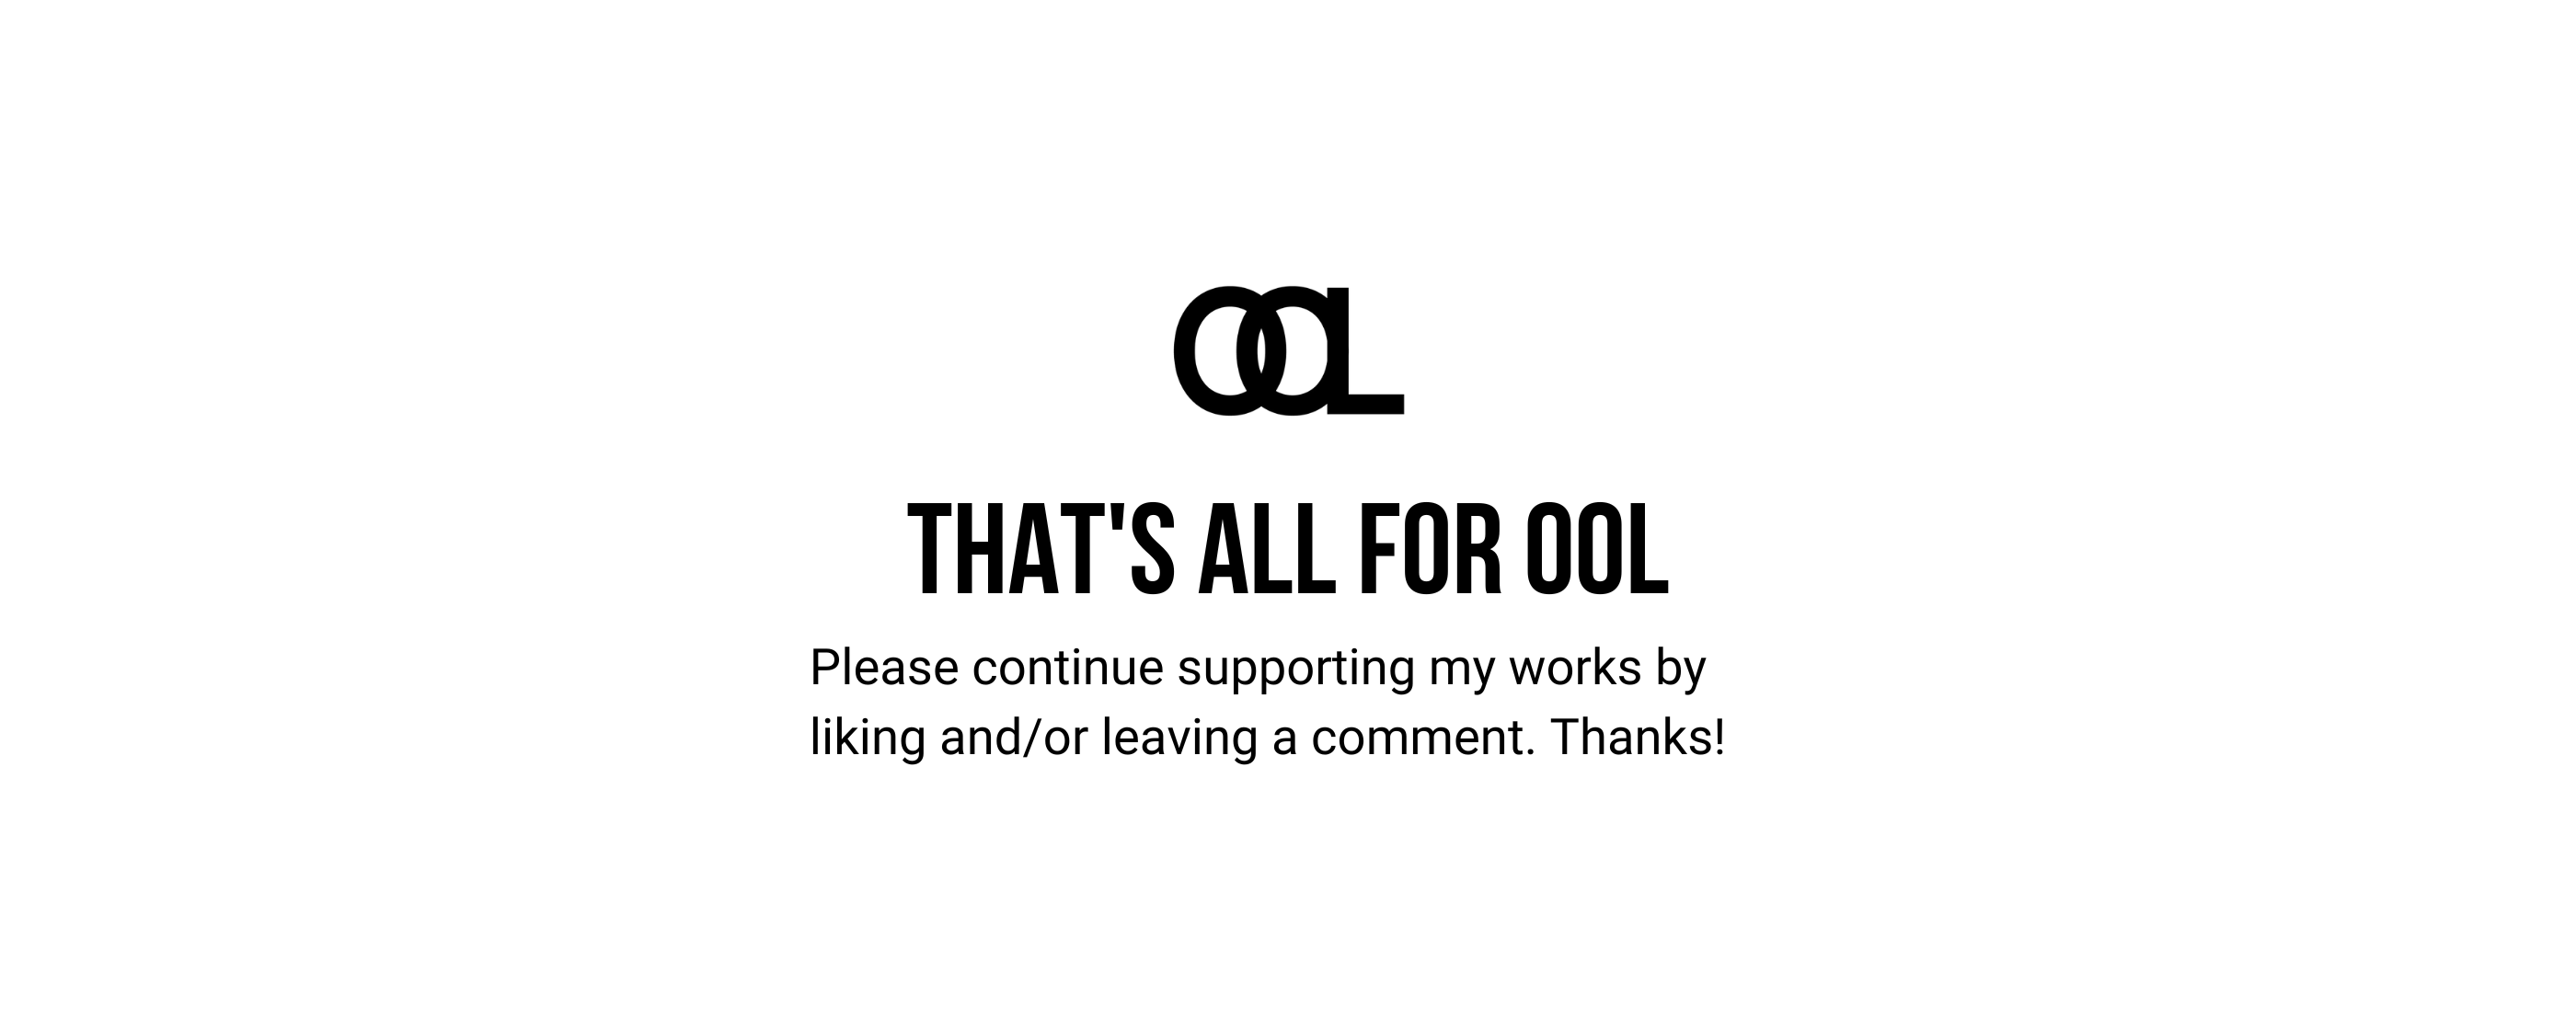 OOL
THAT'S ALL FOR OOL
Please continue supporting my works by
liking and/or leaving a comment. Thanks!